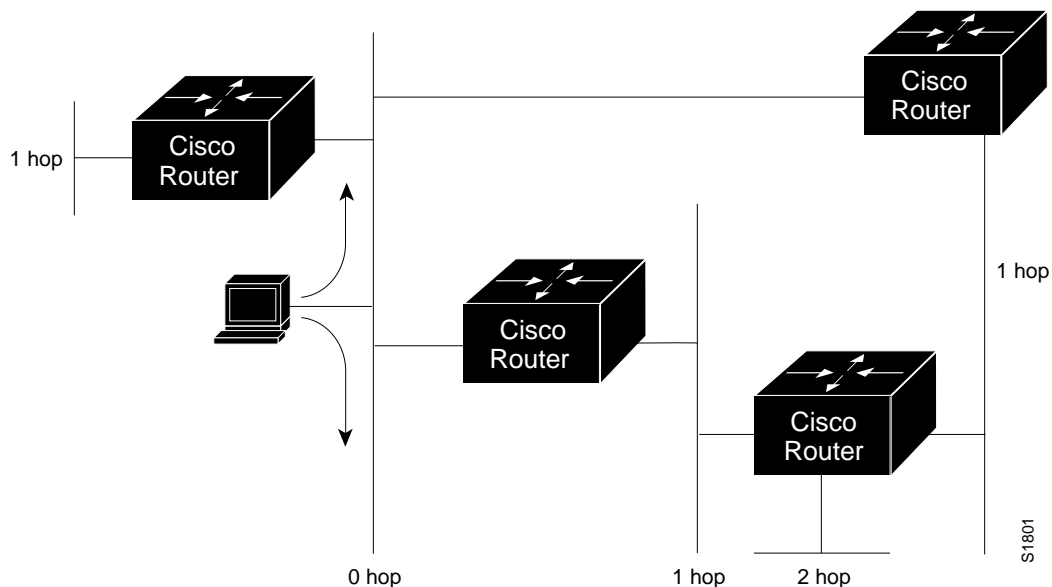 Cisco
Router
1 hop
Cisco
Router
1 hop
Cisco
Router
Cisco
Router
0 hop
1 hop
2 hop
S1801